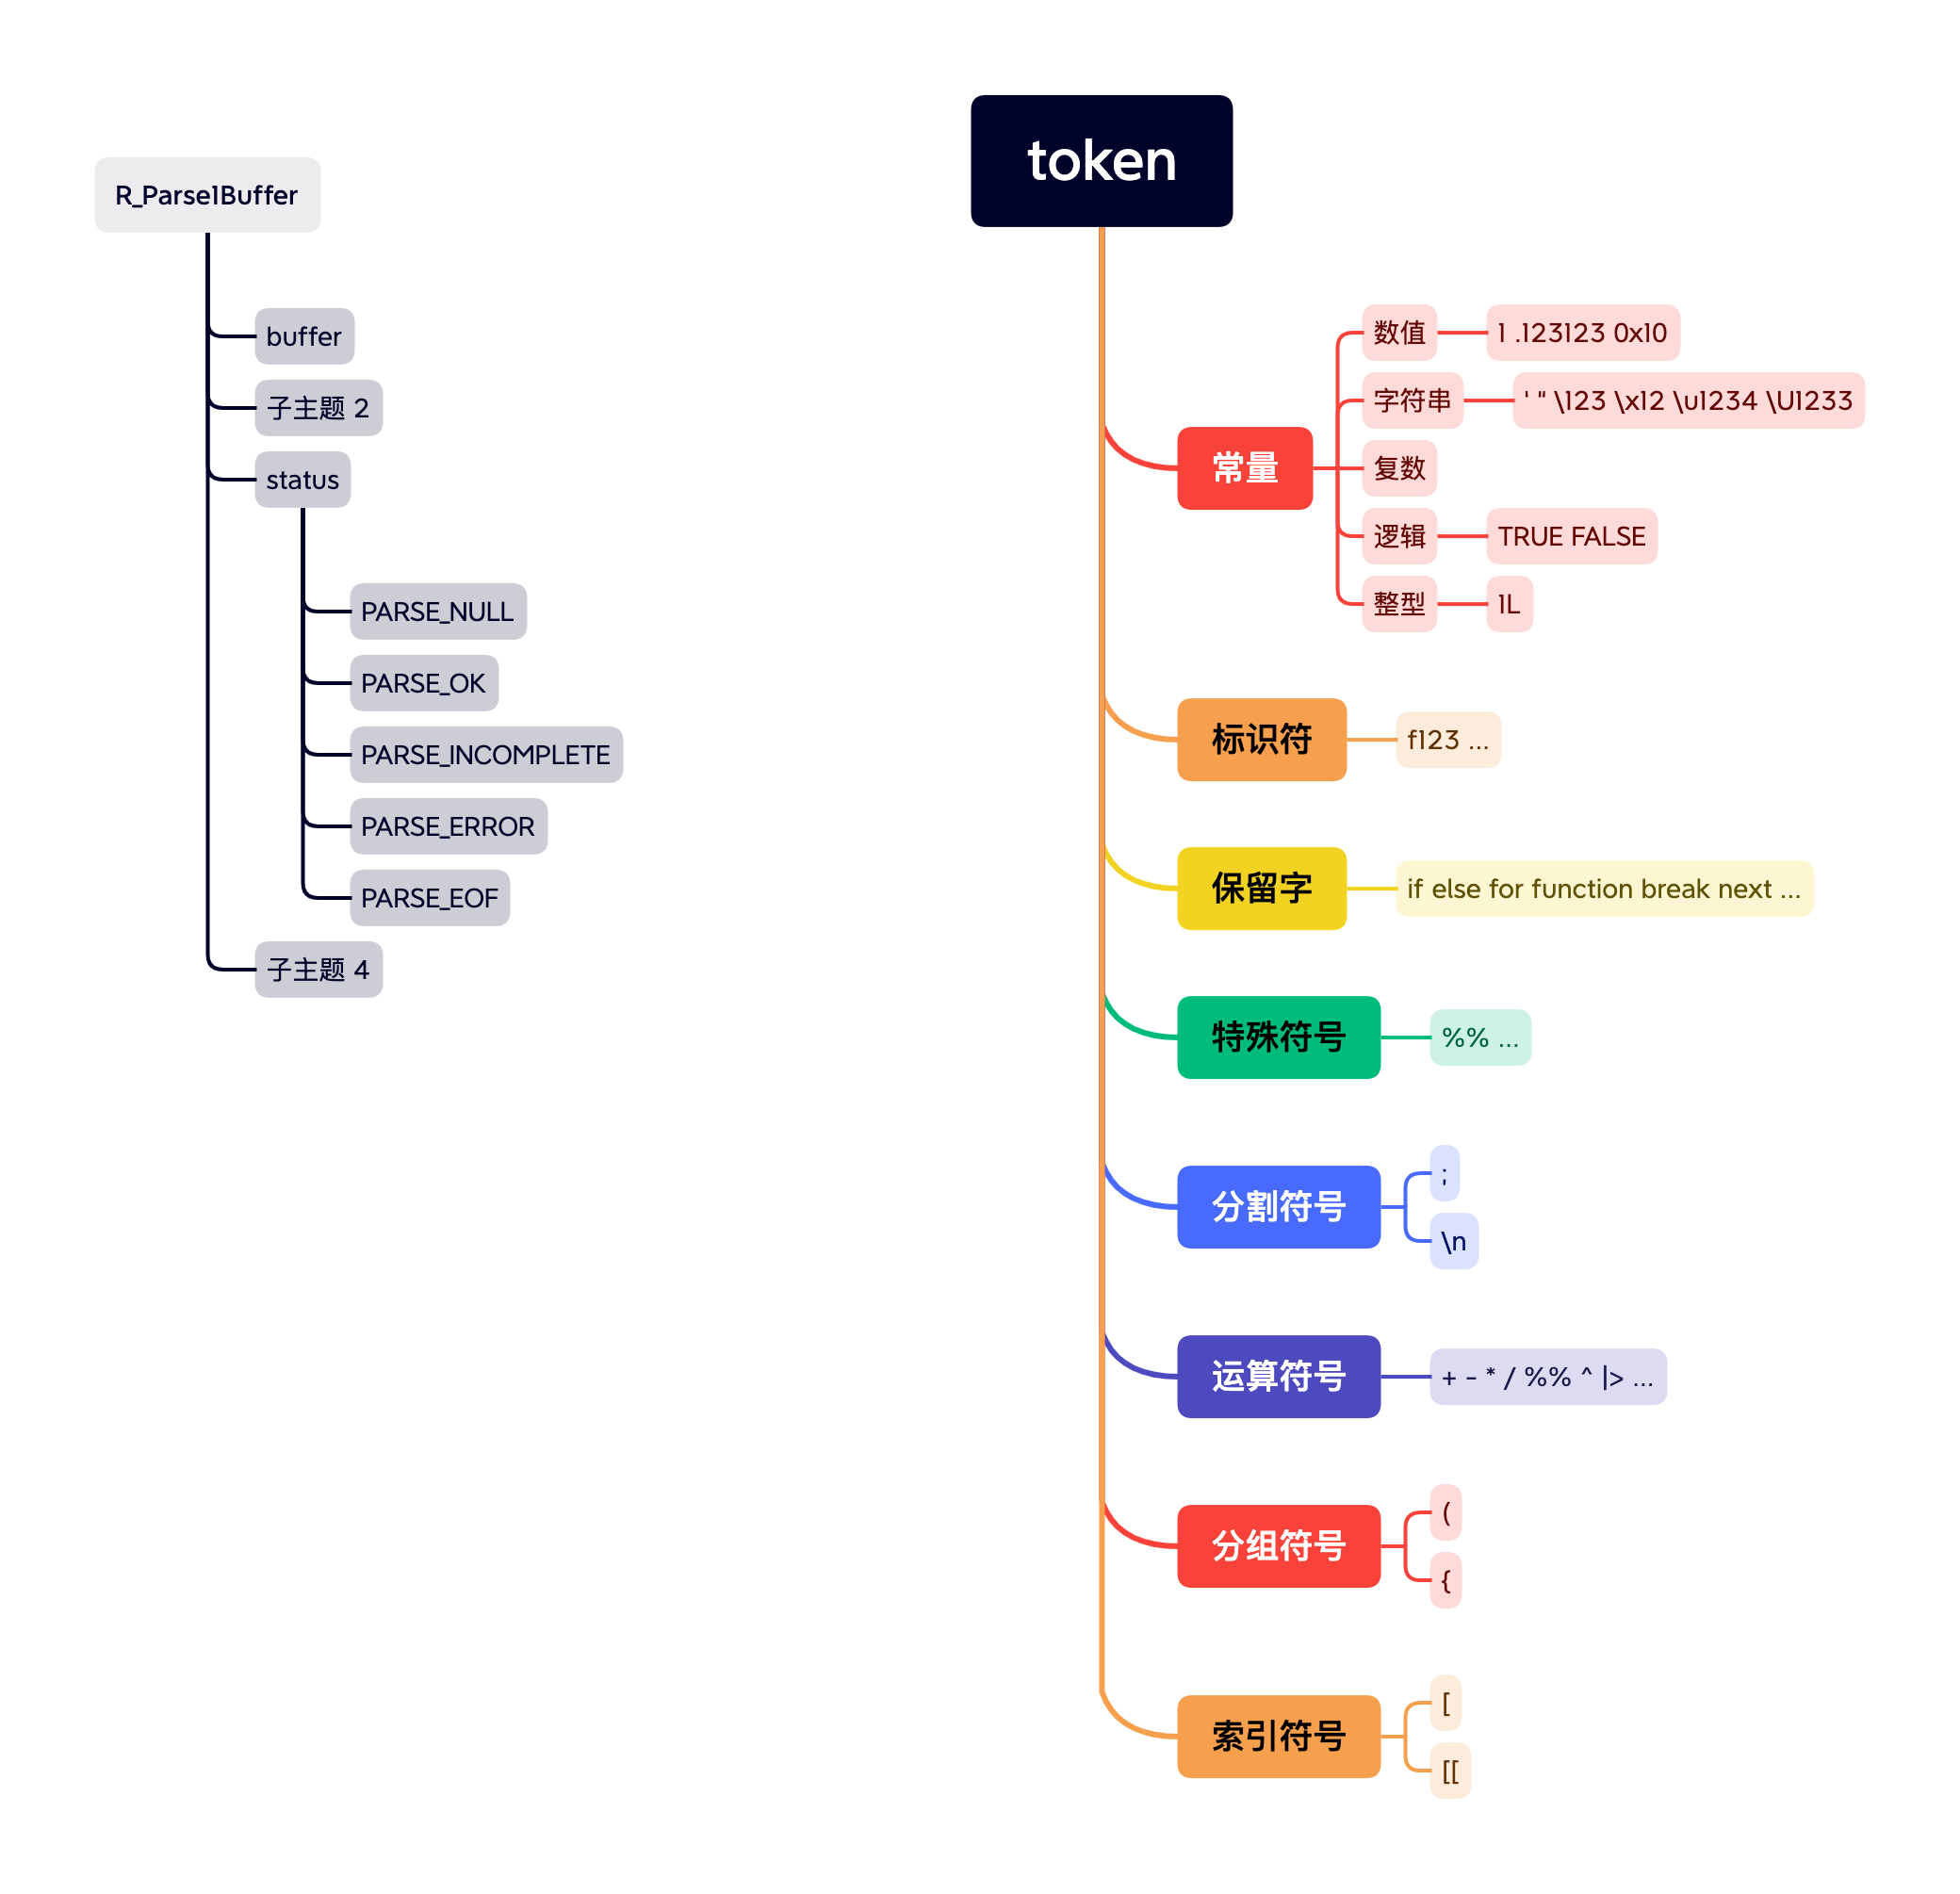 R_Parse1Buffer
buffer
子主题 2
status
PARSE_NULL
PARSE_OK
PARSE_INCOMPLETE
PARSE_ERROR
PARSE_EOF
子主题 4
token
常量
数值
1 .123123 0x10
字符串
' " \123 \x12 \u1234 \U1233
复数
逻辑
TRUE FALSE
整型
1L
标识符
f123 ...
保留字
if else for function break next ...
特殊符号
%% ...
分割符号
;
\n
运算符号
+ - * / %% ^ |> ...
分组符号
(
{
索引符号
[
[[